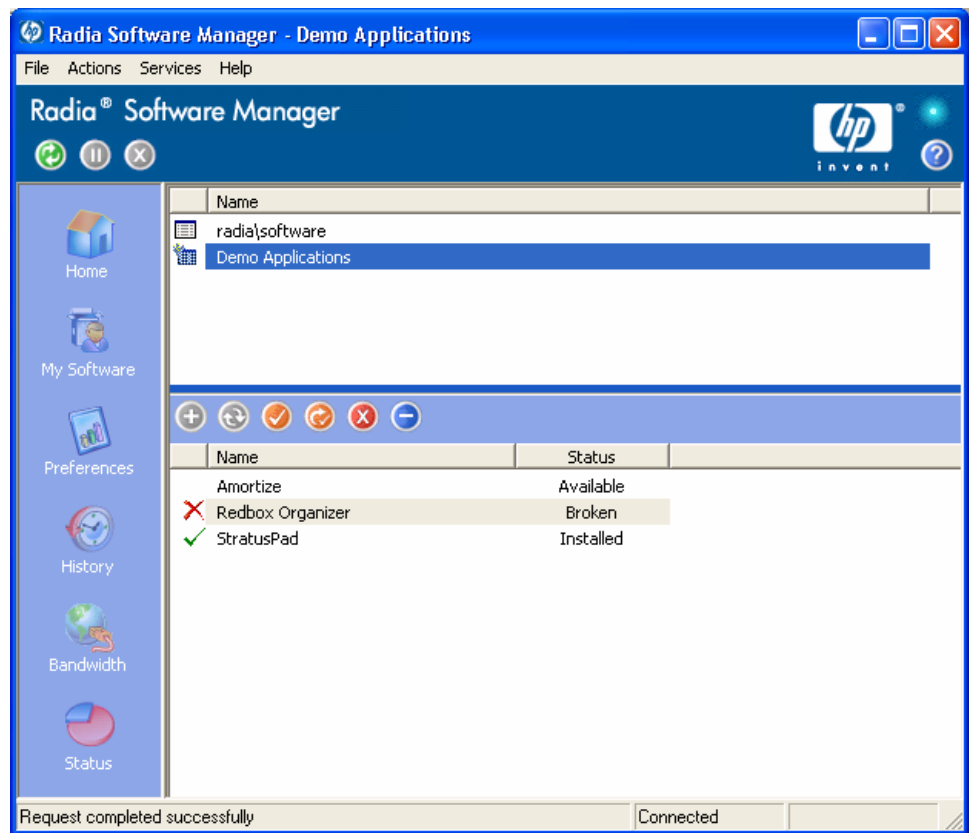 Radia Software Manager - Demo Applications
File Actions Services Help
Radia® Software Manager
hp ®
invent
?
Name
radia\software
Demo Applications
Home
My Software
Preferences
History
Bandwidth
Status
Name Status
Amortize Available
Redbox Organizer Broken
StratusPad Installed
Request completed successfully Connected